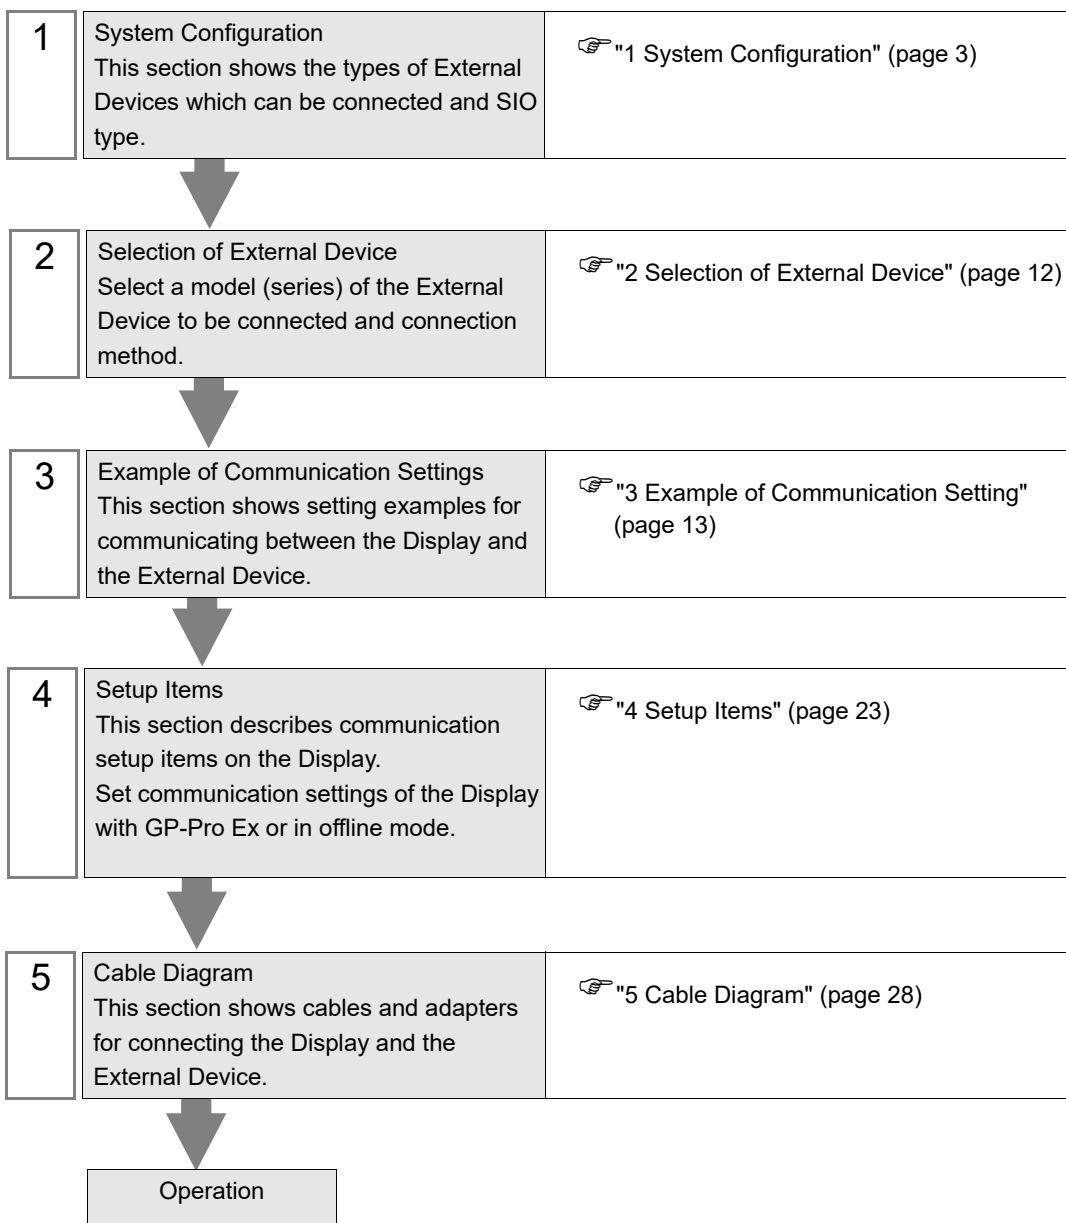 1
System Configuration
This section shows the types of External
Devices which can be connected and SIO
type.
"1 System Configuration" (page 3)
2
Selection of External Device
Select a model (series) of the External
Device to be connected and connection
method.
"2 Selection of External Device" (page 12)
3
Example of Communication Settings
This section shows setting examples for
communicating between the Display and
the External Device.
"3 Example of Communication Setting"
(page 13)
4
Setup Items
This section describes communication
setup items on the Display.
Set communication settings of the Display
with GP-Pro Ex or in offline mode.
"4 Setup Items" (page 23)
5
Cable Diagram
This section shows cables and adapters
for connecting the Display and the
External Device.
"5 Cable Diagram" (page 28)
Operation